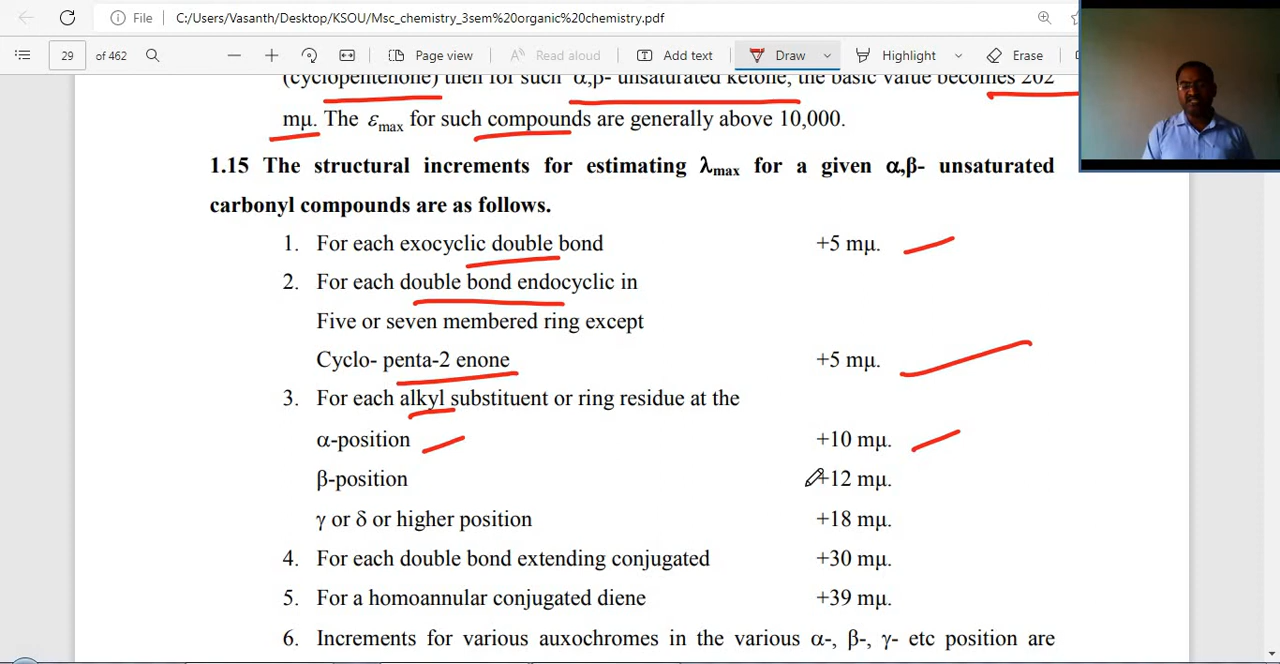 File C:/Users/Vasanth/Desktop/KSOU/Msc_chemistry_3sem%20organic%20chemistry.pdf
29 of 462 Page view Read aloud Add text Draw Highlight Erase
(cyclopentenone) then for such α,β- unsaturated ketone, the basic value becomes 202
mμ. The εmax for such compounds are generally above 10,000.
1.15 The structural increments for estimating λmax for a given α,β- unsaturated
carbonyl compounds are as follows.
1. For each exocyclic double bond +5 mμ.
2. For each double bond endocyclic in
Five or seven membered ring except
Cyclo- penta-2 enone +5 mμ.
3. For each alkyl substituent or ring residue at the
α-position +10 mμ.
β-position +12 mμ.
γ or δ or higher position +18 mμ.
4. For each double bond extending conjugated +30 mμ.
5. For a homoannular conjugated diene +39 mμ.
6. Increments for various auxochromes in the various α-, β-, γ- etc position are